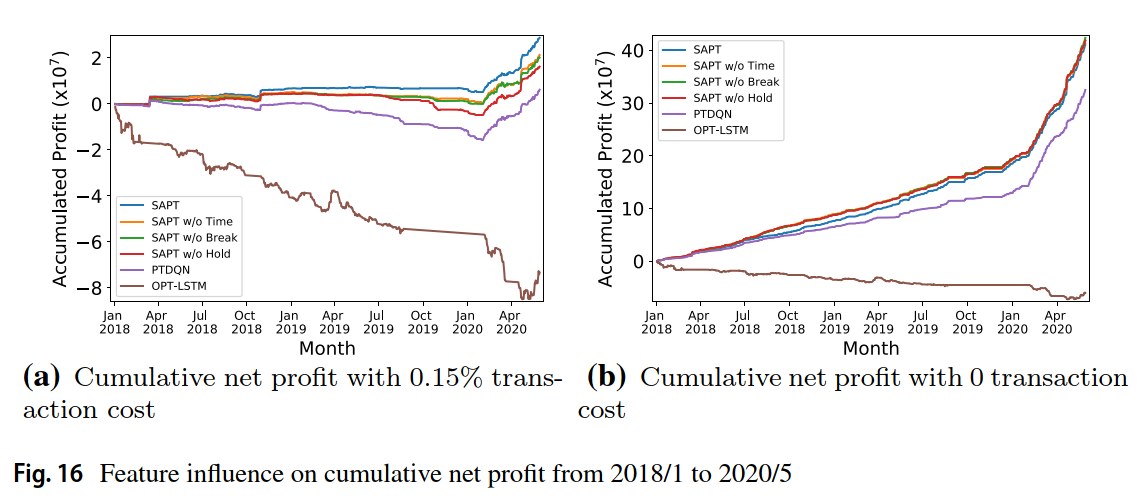 Accumulated Profit (x10⁷)
2
0
−2
−4
−6
−8
SAPT
SAPT w/o Time
SAPT w/o Break
SAPT w/o Hold
PTDQN
OPT-LSTM
Jan 2018
Apr 2018
Jul 2018
Oct 2018
Jan 2019
Apr 2019
Jul 2019
Oct 2019
Jan 2020
Apr 2020
Month
(a) Cumulative net profit with 0.15% trans-
action cost
Accumulated Profit (x10⁷)
40
30
20
10
0
SAPT
SAPT w/o Time
SAPT w/o Break
SAPT w/o Hold
PTDQN
OPT-LSTM
Jan 2018
Apr 2018
Jul 2018
Oct 2018
Jan 2019
Apr 2019
Jul 2019
Oct 2019
Jan 2020
Apr 2020
Month
(b) Cumulative net profit with 0 transaction
cost
Fig. 16 Feature influence on cumulative net profit from 2018/1 to 2020/5